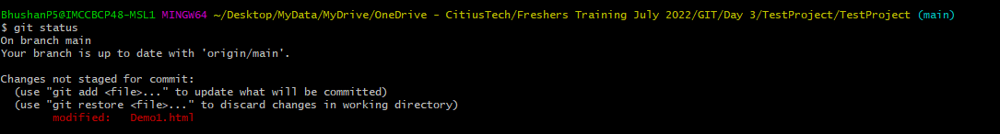 BhushanP5@IMCCBCP48-MSL1 MINGW64 ~/Desktop/MyData/MyDrive/OneDrive - CitiusTech/Freshers Training July 2022/GIT/Day 3/TestProject/TestProject (main)
$ git status
On branch main
Your branch is up to date with 'origin/main'.
Changes not staged for commit:
(use "git add <file>..." to update what will be committed)
(use "git restore <file>..." to discard changes in working directory)
modified: Demo1.html